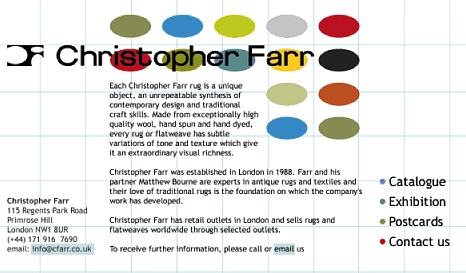 Christopher Farr
Each Christopher Farr rug is a unique
object, an unrepeatable synthesis of
contemporary design and traditional
craft skills. Made from exceptionally high
quality wool, hand spun and hand dyed,
every rug or flatweave has subtle
variations of tone and texture which give
it an extraordinary visual richness.
Christopher Farr was established in London in 1988. Farr and his
partner Matthew Bourne are experts in antique rugs and textiles and
their love of traditional rugs is the foundation on which the company's
work has developed.
Christopher Farr has retail outlets in London and sells rugs and
flatweaves worldwide through selected outlets.
To receive further information, please call or email us
Christopher Farr
115 Regents Park Road
Primrose Hill
London NW1 8UR
(+44) 171 916 7690
email: info@cfarr.co.uk
Catalogue
Exhibition
Postcards
Contact us